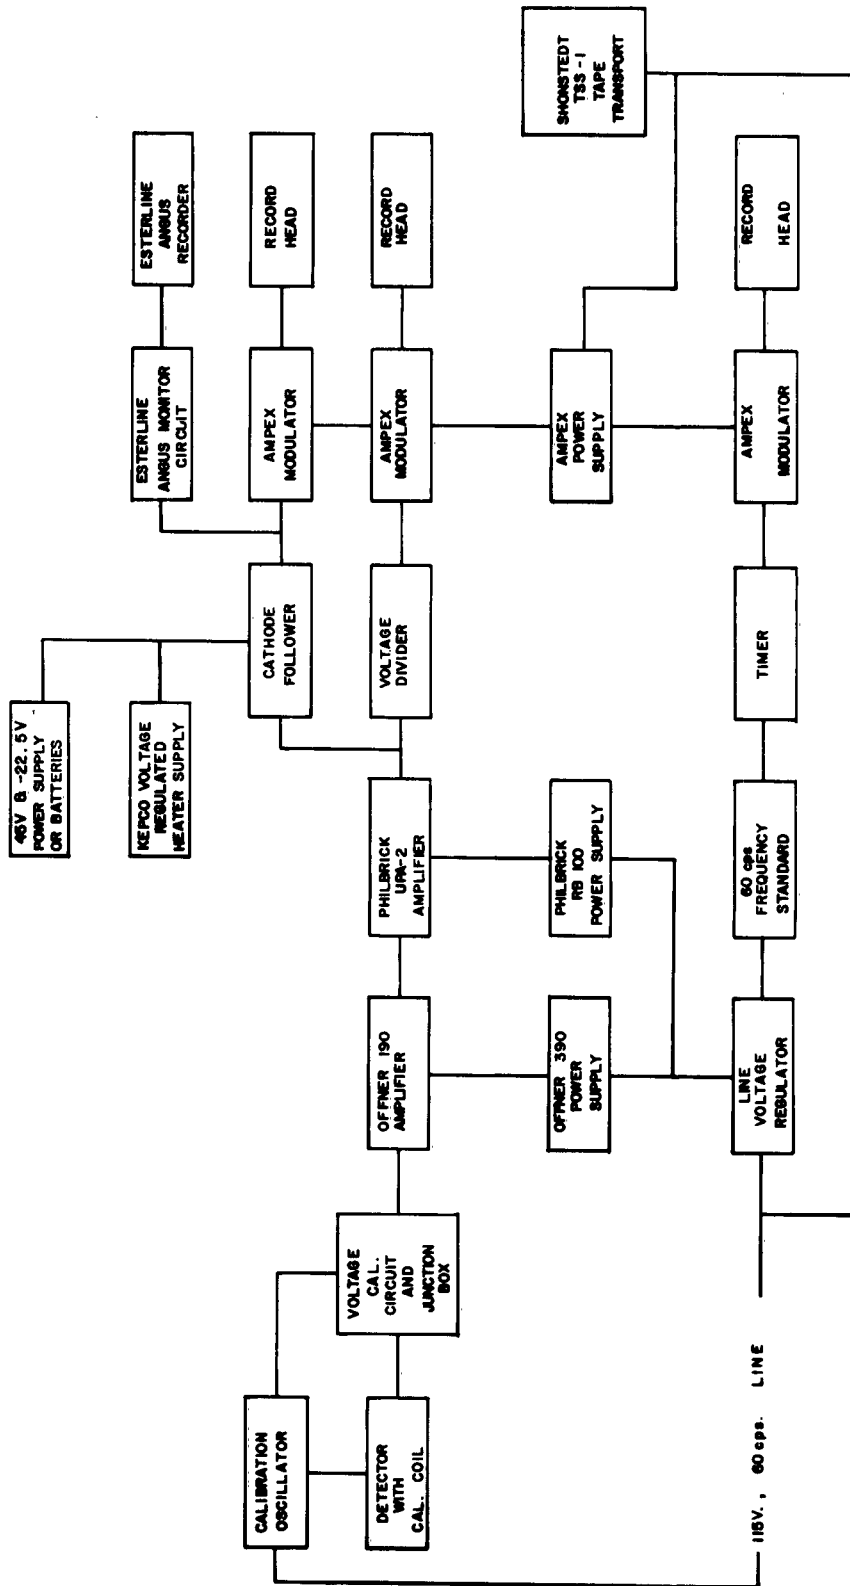 45V & -22.5V
POWER SUPPLY
OR BATTERIES
KEPCO VOLTAGE
REGULATED
HEATER SUPPLY
ESTERLINE
ANGUS MONITOR
CIRCUIT
ESTERLINE
ANGUS
RECORDER
CALIBRATION
OSCILLATOR
CATHODE
FOLLOWER
AMPEX
MODULATOR
RECORD
HEAD
DETECTOR
WITH
CAL. COIL
VOLTAGE
CAL.
CIRCUIT
AND
JUNCTION
BOX
OFFNER 190
AMPLIFIER
PHILBRICK
UPA-2
AMPLIFIER
VOLTAGE
DIVIDER
AMPEX
MODULATOR
RECORD
HEAD
OFFNER 390
POWER
SUPPLY
PHILBRICK
RB 100
POWER SUPPLY
AMPEX
POWER
SUPPLY
SHONSTEDT
TSS-1
TAPE
TRANSPORT
115V., 60 cps. LINE
LINE
VOLTAGE
REGULATOR
60 cps
FREQUENCY
STANDARD
TIMER
AMPEX
MODULATOR
RECORD
HEAD